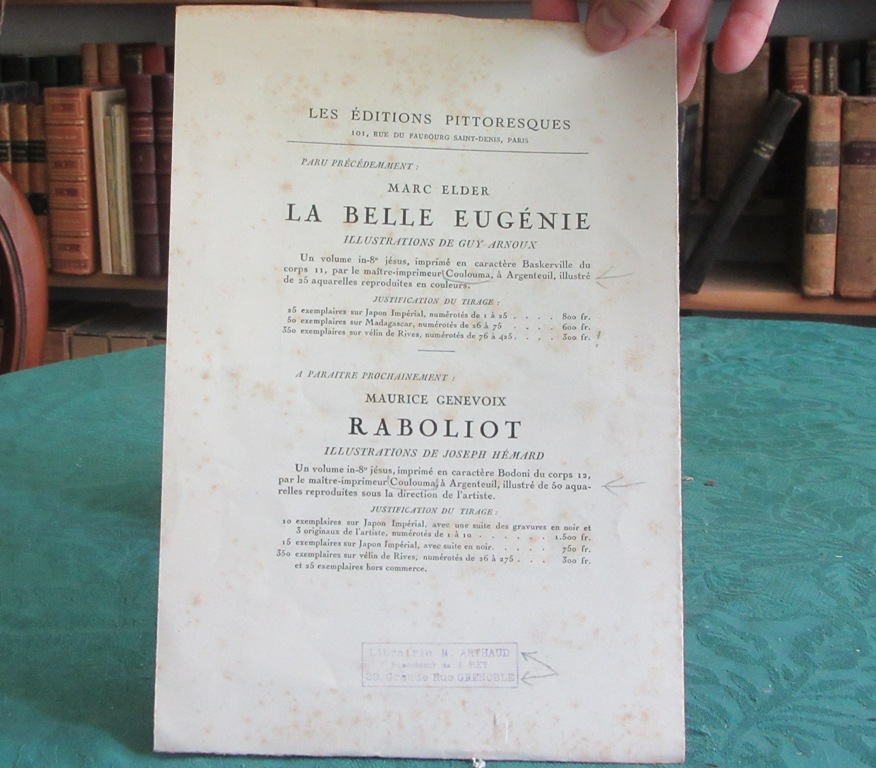 LES ÉDITIONS PITTORESQUES
101, RUE DU FAUBOURG SAINT-DENIS, PARIS
PARU PRÉCÉDEMMENT :
MARC ELDER
LA BELLE EUGÉNIE
ILLUSTRATIONS DE GUY ARNOUX
Un volume in-8º jésus, imprimé en caractère Baskerville du
corps 11, par le maître-imprimeur Coulouma, à Argenteuil, illustré
de 25 aquarelles reproduites en couleurs.
JUSTIFICATION DU TIRAGE :
25 exemplaires sur Japon Impérial, numérotés de 1 à 25 . . . . 800 fr.
50 exemplaires sur Madagascar, numérotés de 26 à 75 . . . . 600 fr.
350 exemplaires sur vélin de Rives, numérotés de 76 à 425 . . . . 300 fr.
A PARAITRE PROCHAINEMENT :
MAURICE GENEVOIX
RABOLIOT
ILLUSTRATIONS DE JOSEPH HÉMARD
Un volume in-8º jésus, imprimé en caractère Bodoni du corps 12,
par le maître-imprimeur Coulouma, à Argenteuil, illustré de 50 aqua-
relles reproduites sous la direction de l'artiste.
JUSTIFICATION DU TIRAGE :
10 exemplaires sur Japon Impérial, avec une suite des gravures en noir et
3 originaux de l'artiste, numérotés de 1 à 10 . . . . . . . 1.500 fr.
15 exemplaires sur Japon Impérial, avec suite en noir. . . . . 750 fr.
350 exemplaires sur vélin de Rives, numérotés de 26 à 275 . . . 300 fr.
et 25 exemplaires hors commerce.
Librairie B. ARTHAUD
REY
23, Grande Rue GRENOBLE